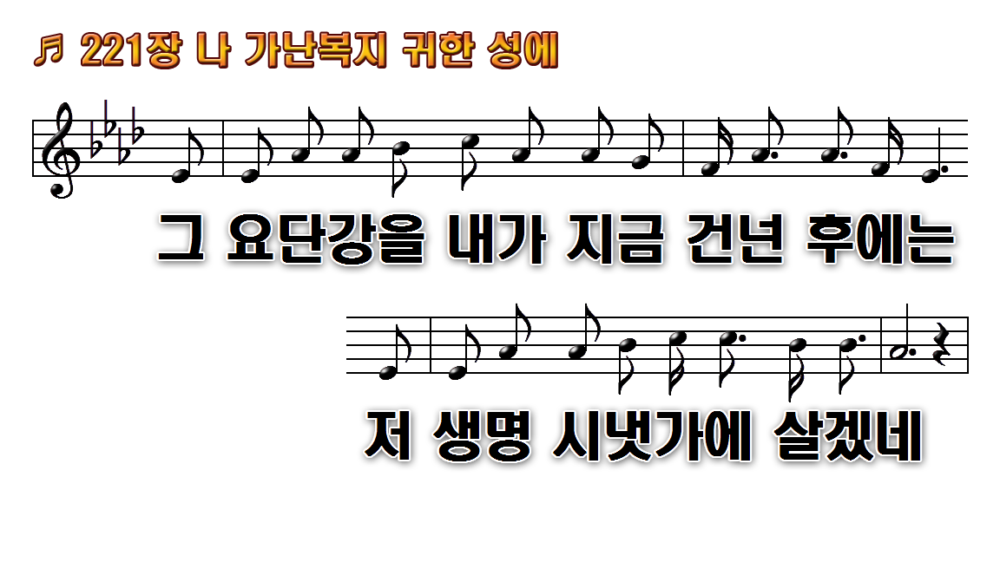 221장 나 가난복지 귀한 성에
그 요단강을 내가 지금 건넌 후에는
저 생명 시냇가에 살겠네